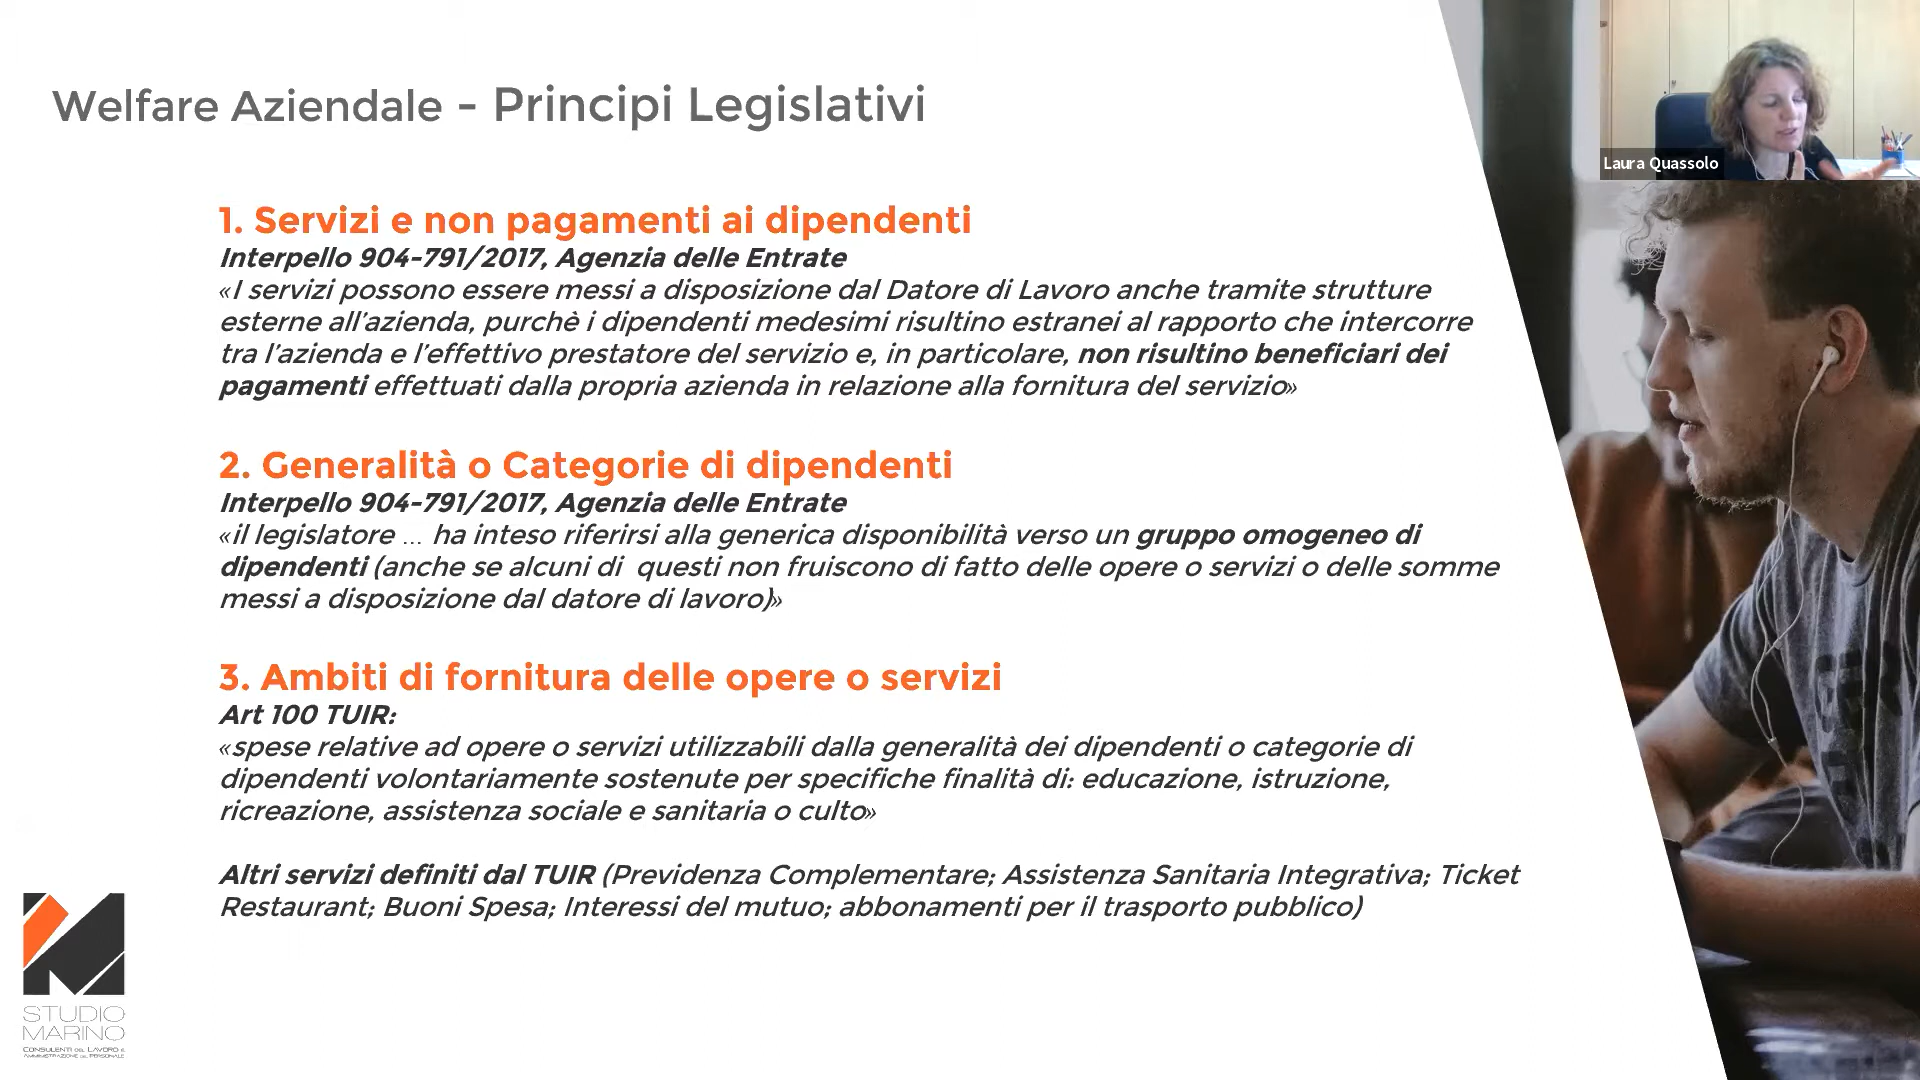 Welfare Aziendale - Principi Legislativi
Laura Quassolo
1. Servizi e non pagamenti ai dipendenti
Interpello 904-791/2017, Agenzia delle Entrate
«I servizi possono essere messi a disposizione dal Datore di Lavoro anche tramite strutture
esterne all'azienda, purchè i dipendenti medesimi risultino estranei al rapporto che intercorre
tra l'azienda e l'effettivo prestatore del servizio e, in particolare, non risultino beneficiari dei
pagamenti effettuati dalla propria azienda in relazione alla fornitura del servizio»
2. Generalità o Categorie di dipendenti
Interpello 904-791/2017, Agenzia delle Entrate
«il legislatore ... ha inteso riferirsi alla generica disponibilità verso un gruppo omogeneo di
dipendenti (anche se alcuni di  questi non fruiscono di fatto delle opere o servizi o delle somme
messi a disposizione dal datore di lavoro)»
3. Ambiti di fornitura delle opere o servizi
Art 100 TUIR:
«spese relative ad opere o servizi utilizzabili dalla generalità dei dipendenti o categorie di
dipendenti volontariamente sostenute per specifiche finalità di: educazione, istruzione,
ricreazione, assistenza sociale e sanitaria o culto»
Altri servizi definiti dal TUIR (Previdenza Complementare; Assistenza Sanitaria Integrativa; Ticket
Restaurant; Buoni Spesa; Interessi del mutuo; abbonamenti per il trasporto pubblico)
STUDIO
MARINO
CONSULENTI DEL LAVORO E
AMMINISTRAZIONE DEL PERSONALE